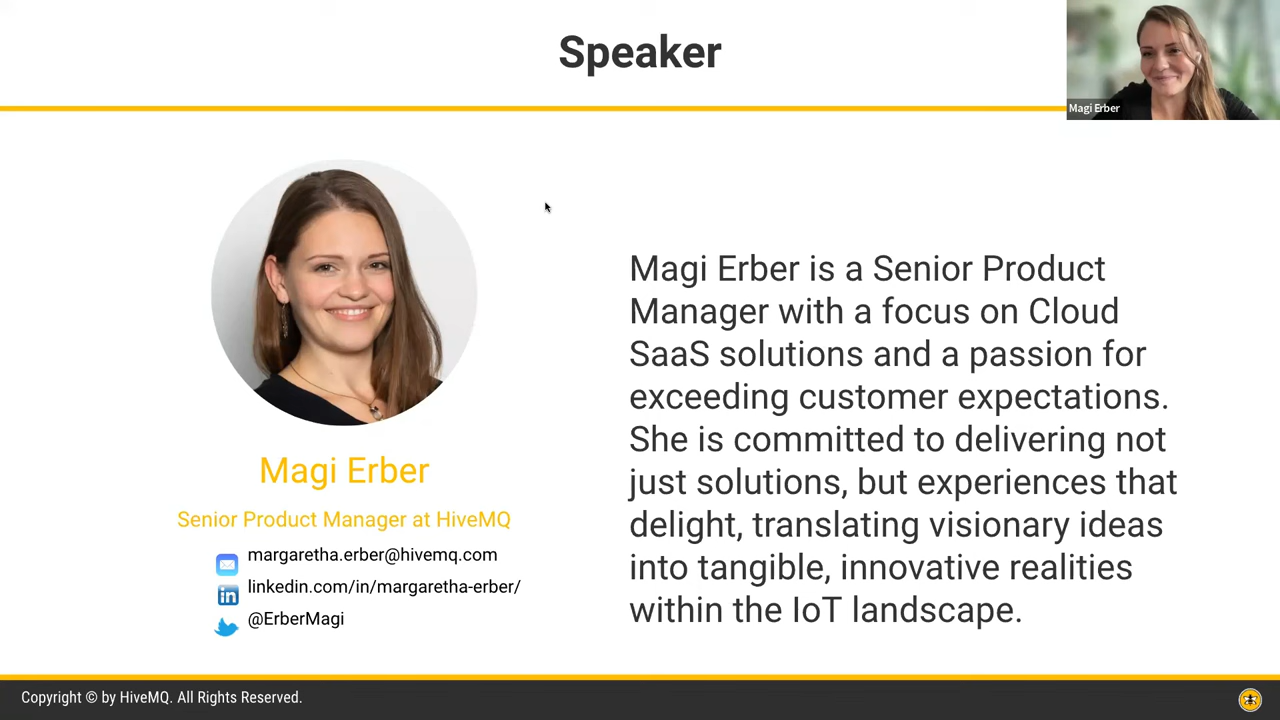 Speaker
Magi Erber
Magi Erber is a Senior Product
Manager with a focus on Cloud
SaaS solutions and a passion for
exceeding customer expectations.
She is committed to delivering not
just solutions, but experiences that
delight, translating visionary ideas
into tangible, innovative realities
within the IoT landscape.
Magi Erber
Senior Product Manager at HiveMQ
margaretha.erber@hivemq.com
in linkedin.com/in/margaretha-erber/
@ErberMagi
Copyright © by HiveMQ. All Rights Reserved.